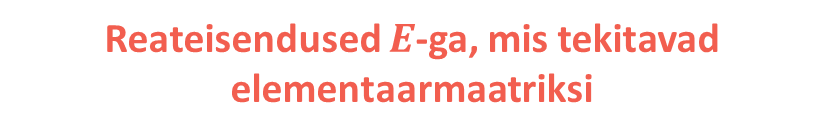 Reateisendused E-ga, mis tekitavad
elementaarmaatriksi